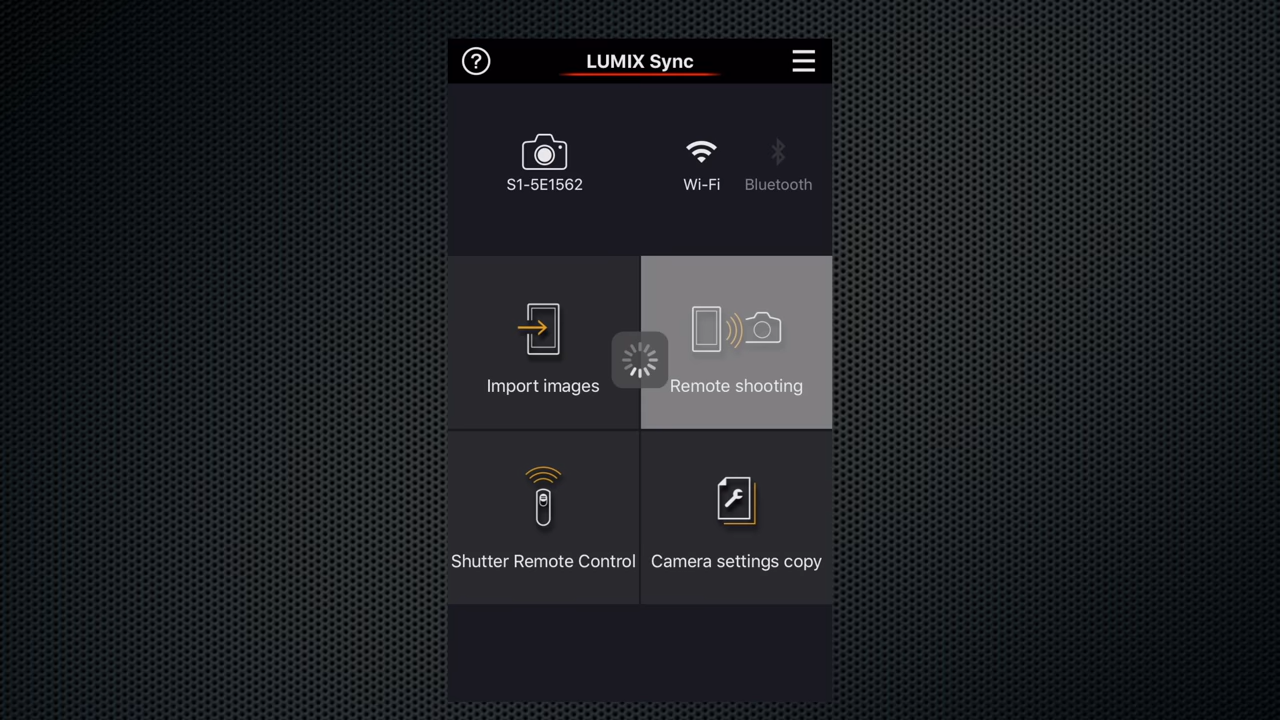 LUMIX Sync
S1-5E1562
Wi-Fi
Bluetooth
Import images
Remote shooting
Shutter Remote Control
Camera settings copy